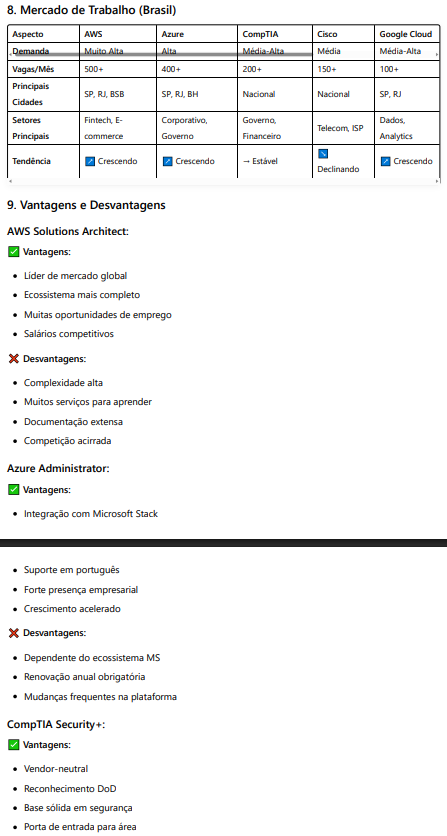 8. Mercado de Trabalho (Brasil)
Aspecto AWS Azure CompTIA Cisco Google Cloud
Demanda Muito Alta Alta Média-Alta Média Média-Alta
Vagas/Mês 500+ 400+ 200+ 150+ 100+
Principais
Cidades SP, RJ, BSB SP, RJ, BH Nacional Nacional SP, RJ
Setores Fintech, E- Corporativo, Governo, Telecom, ISP Dados,
Principais commerce Governo Financeiro Analytics
Tendência ↗ Crescendo ↗ Crescendo → Estável ↘ Declinando ↗ Crescendo
9. Vantagens e Desvantagens
AWS Solutions Architect:
✅ Vantagens:
• Líder de mercado global
• Ecossistema mais completo
• Muitas oportunidades de emprego
• Salários competitivos
❌ Desvantagens:
• Complexidade alta
• Muitos serviços para aprender
• Documentação extensa
• Competição acirrada
Azure Administrator:
✅ Vantagens:
• Integração com Microsoft Stack
• Suporte em português
• Forte presença empresarial
• Crescimento acelerado
❌ Desvantagens:
• Dependente do ecossistema MS
• Renovação anual obrigatória
• Mudanças frequentes na plataforma
CompTIA Security+:
✅ Vantagens:
• Vendor-neutral
• Reconhecimento DoD
• Base sólida em segurança
• Porta de entrada para área